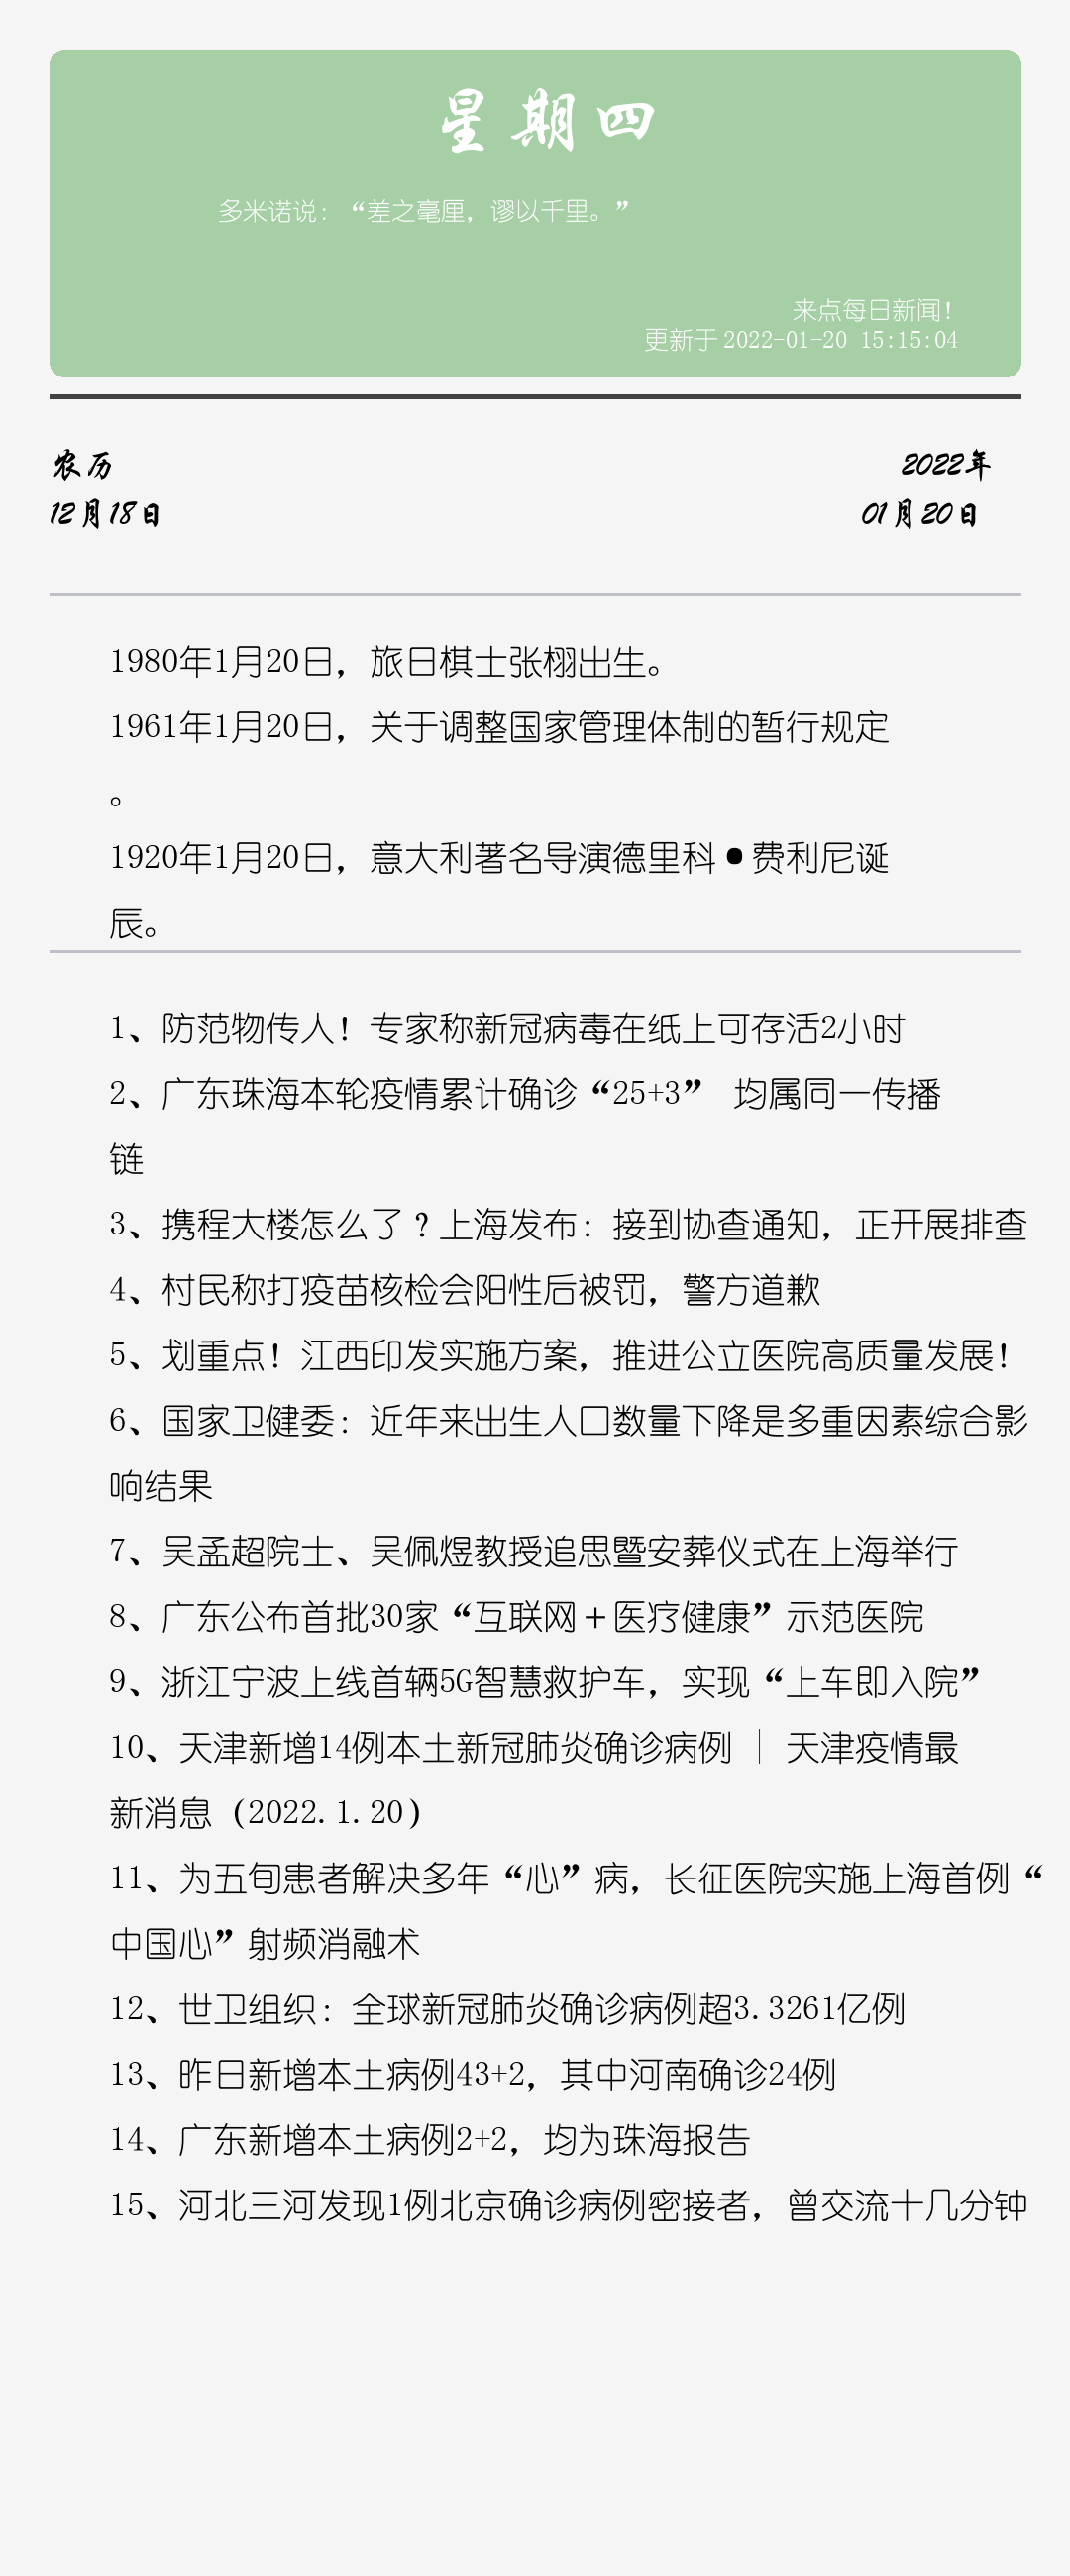 星期四
多米诺说：“差之毫厘，谬以千里。”
来点每日新闻！
更新于 2022-01-20 15:15:04
农历
2022年
12月18日
01月20日
1980年1月20日，旅日棋士张栩出生。
1961年1月20日，关于调整国家管理体制的暂行规定
。
1920年1月20日，意大利著名导演德里科●费利尼诞
辰。
1、防范物传人！专家称新冠病毒在纸上可存活2小时
2、广东珠海本轮疫情累计确诊“25+3” 均属同一传播
链
3、携程大楼怎么了？上海发布：接到协查通知，正开展排查
4、村民称打疫苗核检会阳性后被罚，警方道歉
5、划重点！江西印发实施方案，推进公立医院高质量发展！
6、国家卫健委：近年来出生人口数量下降是多重因素综合影
响结果
7、吴孟超院士、吴佩煜教授追思暨安葬仪式在上海举行
8、广东公布首批30家“互联网＋医疗健康”示范医院
9、浙江宁波上线首辆5G智慧救护车，实现“上车即入院”
10、天津新增14例本土新冠肺炎确诊病例 ｜ 天津疫情最
新消息（2022.1.20）
11、为五旬患者解决多年“心”病，长征医院实施上海首例“
中国心”射频消融术
12、世卫组织：全球新冠肺炎确诊病例超3.3261亿例
13、昨日新增本土病例43+2，其中河南确诊24例
14、广东新增本土病例2+2，均为珠海报告
15、河北三河发现1例北京确诊病例密接者，曾交流十几分钟